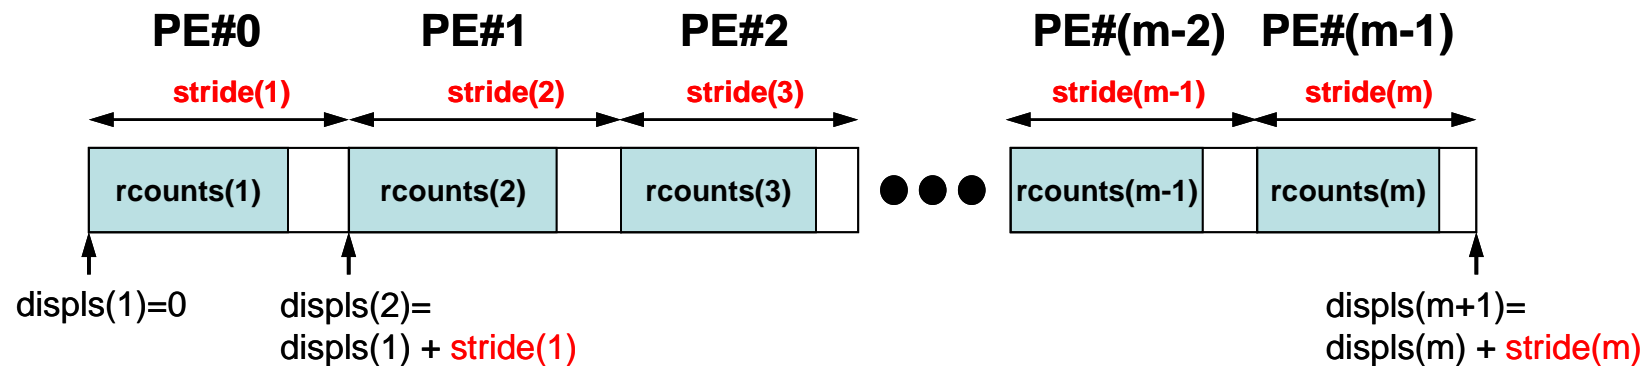 PE#0 PE#1 PE#2 PE#(m-2) PE#(m-1)
stride(1) stride(2) stride(3) stride(m-1) stride(m)
rcounts(1) rcounts(2) rcounts(3) rcounts(m-1) rcounts(m)
displs(1)=0
displs(2)=
displs(1) + stride(1)
displs(m+1)=
displs(m) + stride(m)